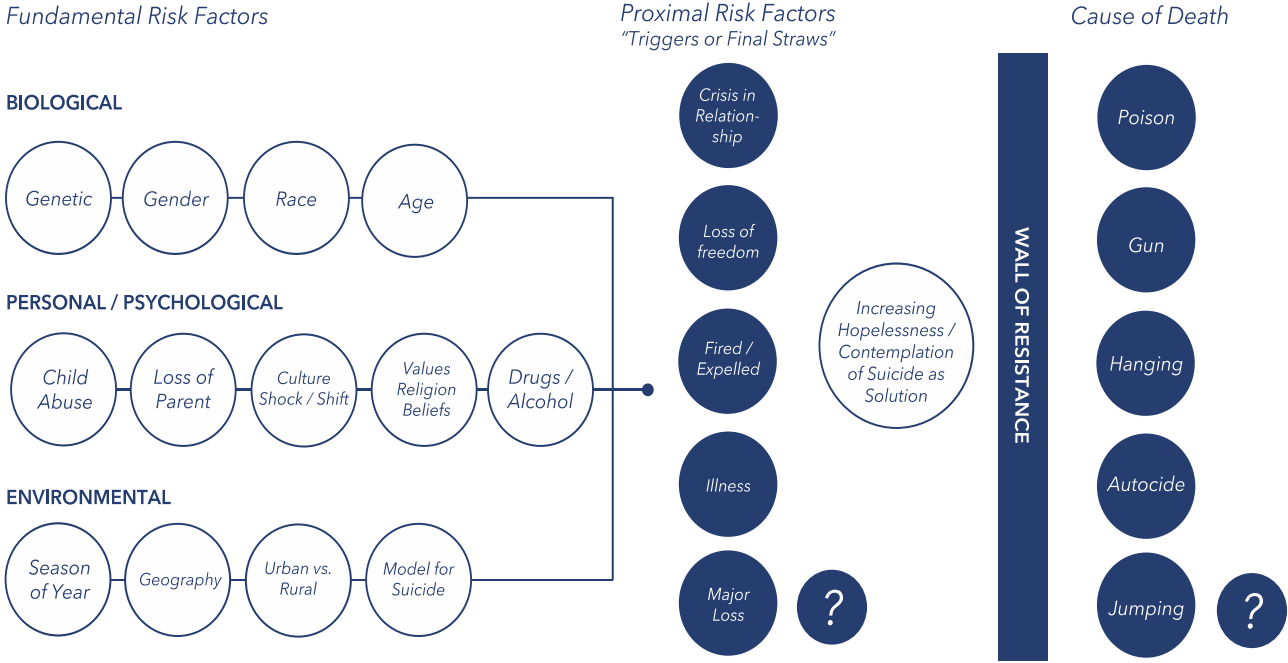 Fundamental Risk Factors
BIOLOGICAL
Genetic
Gender
Race
Age
PERSONAL / PSYCHOLOGICAL
Child
Abuse
Loss of
Parent
Culture
Shock / Shift
Values
Religion
Beliefs
Drugs /
Alcohol
ENVIRONMENTAL
Season
of Year
Geography
Urban vs.
Rural
Model for
Suicide
Proximal Risk Factors
“Triggers or Final Straws”
Crisis in
Relation-
ship
Loss of
freedom
Fired /
Expelled
Illness
Major
Loss
?
Increasing
Hopelessness /
Contemplation
of Suicide as
Solution
WALL OF RESISTANCE
Cause of Death
Poison
Gun
Hanging
Autocide
Jumping
?